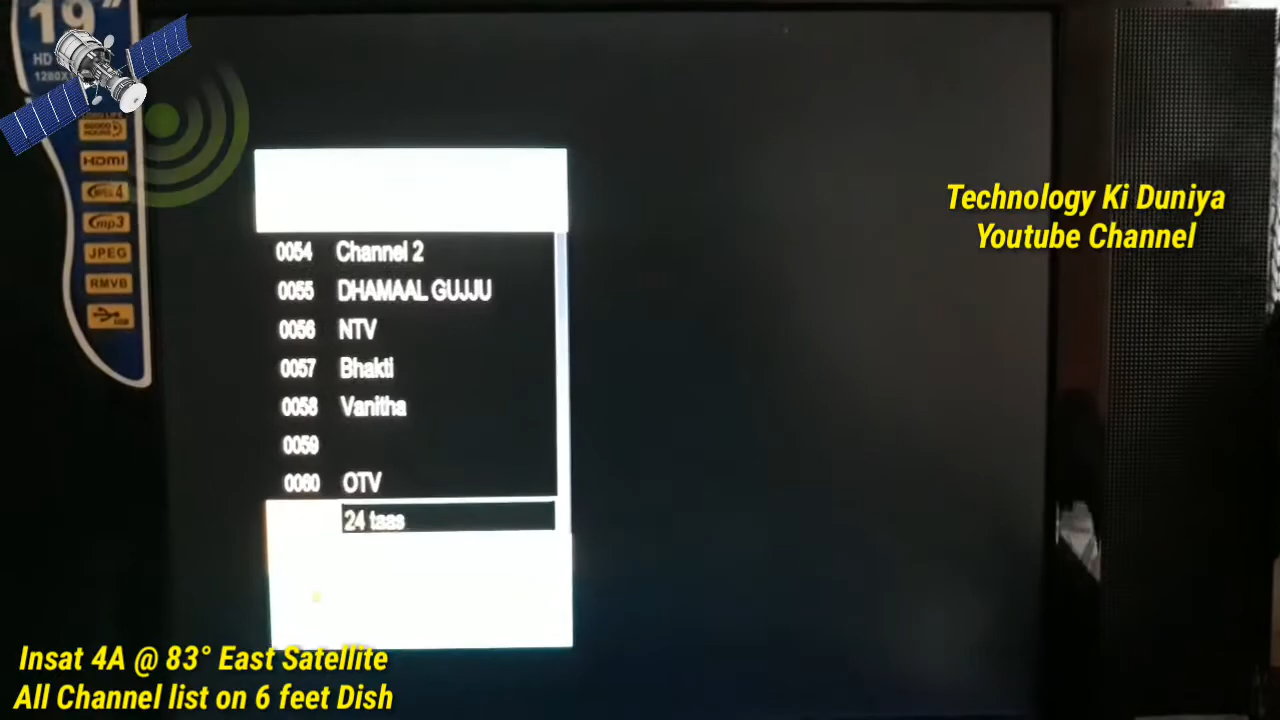 19"
HD
HDMI
mp3
JPEG
RMVB
Technology Ki Duniya
Youtube Channel
0054 Channel 2
0055 DHAMAAL GUJJU
0056 NTV
0057 Bhakti
0058 Vanitha
0059
0060 OTV
24 taas
Insat 4A @ 83° East Satellite
All Channel list on 6 feet Dish